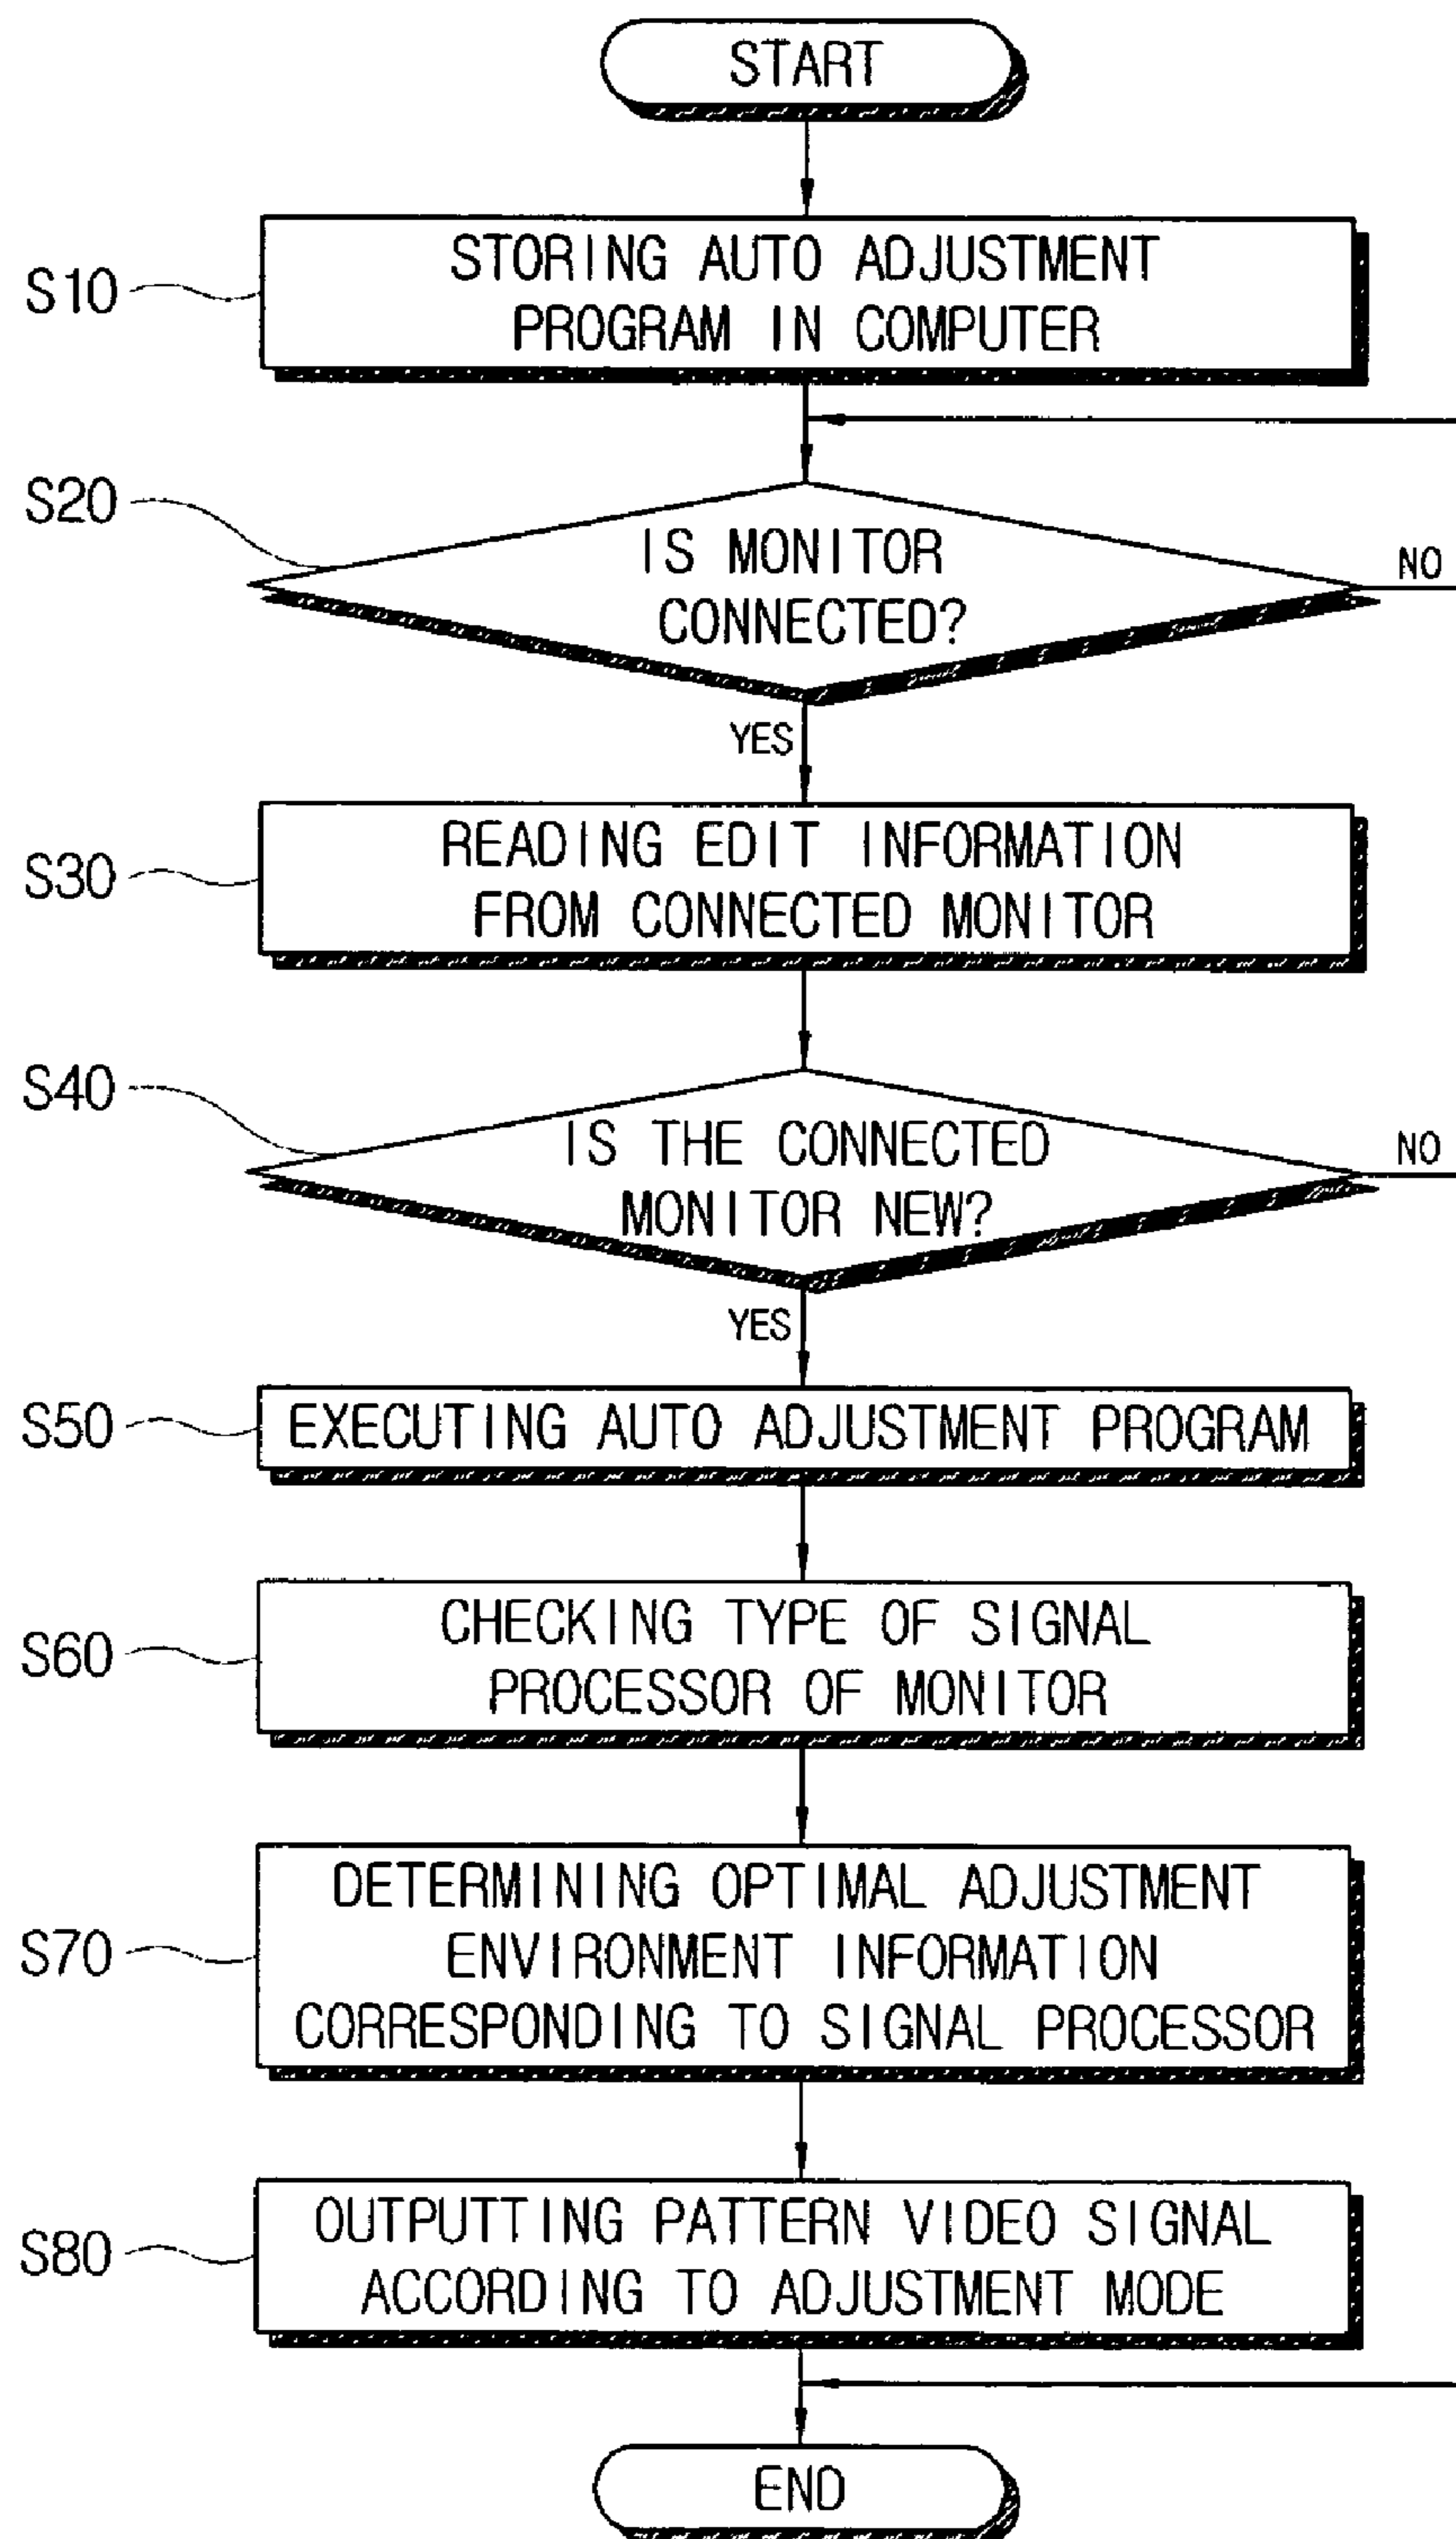 START
S10
STORING AUTO ADJUSTMENT
PROGRAM IN COMPUTER
S20
IS MONITOR
CONNECTED?
NO
YES
S30
READING EDIT INFORMATION
FROM CONNECTED MONITOR
S40
IS THE CONNECTED
MONITOR NEW?
NO
YES
S50
EXECUTING AUTO ADJUSTMENT PROGRAM
S60
CHECKING TYPE OF SIGNAL
PROCESSOR OF MONITOR
S70
DETERMINING OPTIMAL ADJUSTMENT
ENVIRONMENT INFORMATION
CORRESPONDING TO SIGNAL PROCESSOR
S80
OUTPUTTING PATTERN VIDEO SIGNAL
ACCORDING TO ADJUSTMENT MODE
END